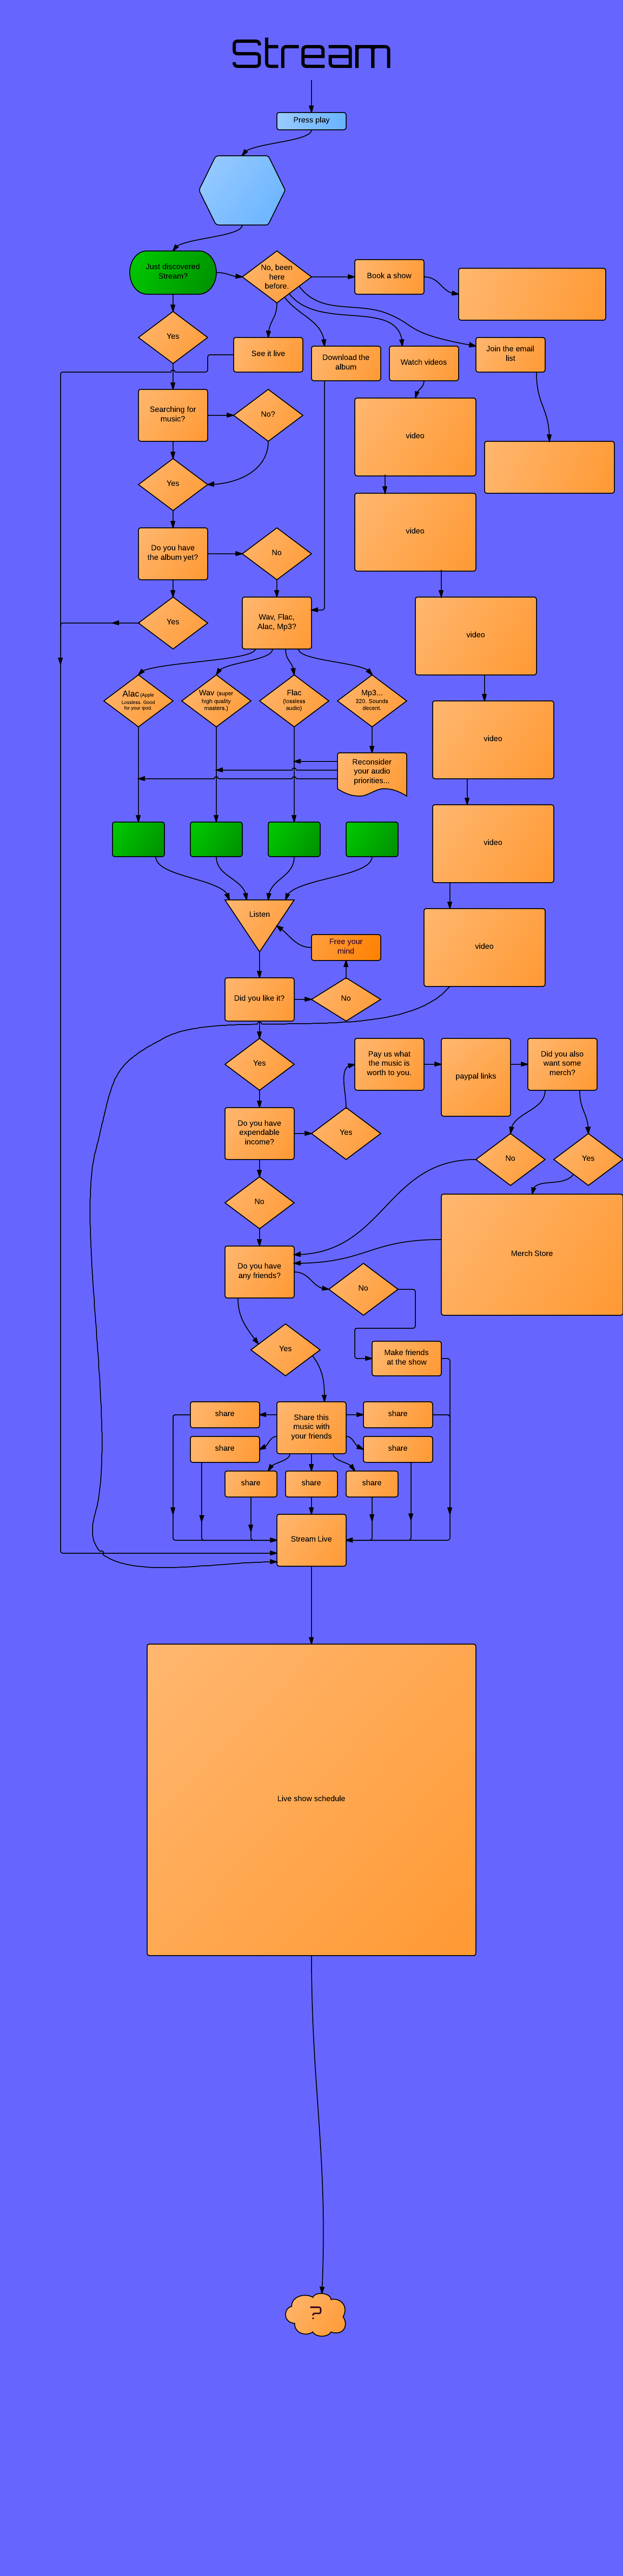 Stream
Press play
Just discovered
Stream?
No, been
here
before.
Book a show
Yes
See it live
Download the
album
Watch videos
Join the email
list
Searching for
music?
No?
video
Yes
video
Do you have
the album yet?
No
Yes
Wav, Flac,
Alac, Mp3?
video
Alac (Apple
Lossless. Good
for your ipod.
Wav (super
high quality
masters.)
Flac
(lossless
audio)
Mp3...
320. Sounds
decent.
video
Reconsider
your audio
priorities...
video
Listen
Free your
mind
video
Did you like it?
No
Yes
Pay us what
the music is
worth to you.
paypal links
Did you also
want some
merch?
Do you have
expendable
income?
Yes
No
Yes
No
Merch Store
Do you have
any friends?
No
Yes
Make friends
at the show
share
Share this
music with
your friends
share
share
share
share
share
share
Stream Live
Live show schedule
?